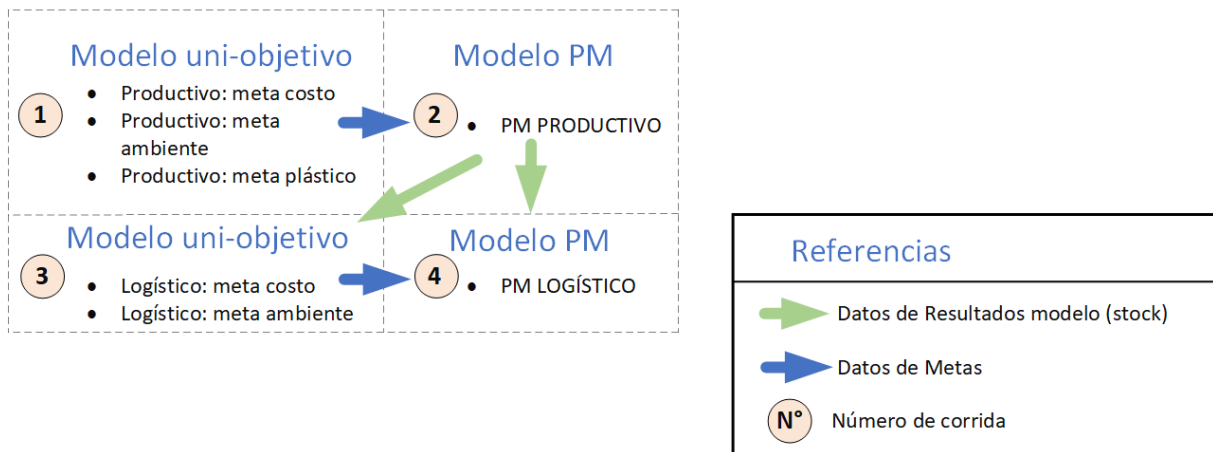 Modelo uni-objetivo
1
• Productivo: meta costo
• Productivo: meta
ambiente
• Productivo: meta plástico
Modelo PM
2
• PM PRODUCTIVO
Modelo uni-objetivo
3
• Logístico: meta costo
• Logístico: meta ambiente
Modelo PM
4
• PM LOGÍSTICO
Referencias
Datos de Resultados modelo (stock)
Datos de Metas
N° Número de corrida